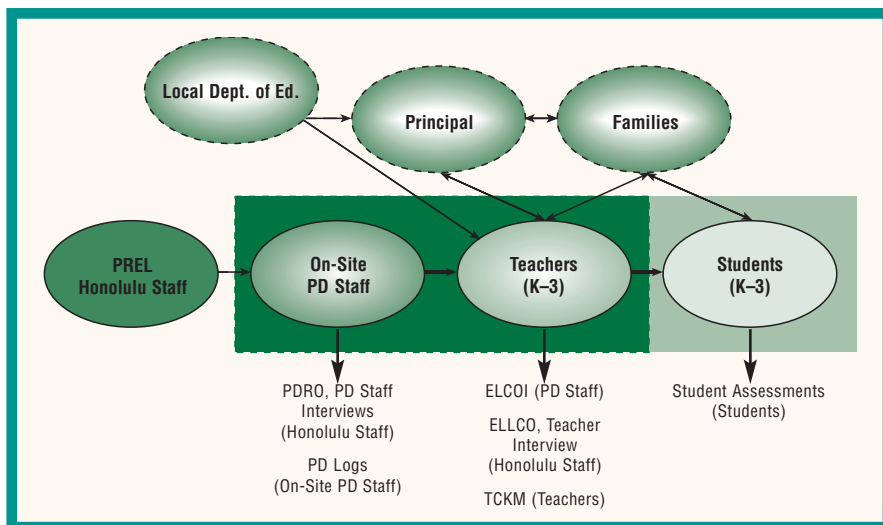 Local Dept. of Ed.
Principal
Families
PREL
Honolulu Staff
On-Site
PD Staff
Teachers
(K–3)
Students
(K–3)
PDRO, PD Staff
Interviews
(Honolulu Staff)
PD Logs
(On-Site PD Staff)
ELCOI (PD Staff)
ELLCO, Teacher
Interview
(Honolulu Staff)
TCKM (Teachers)
Student Assessments
(Students)